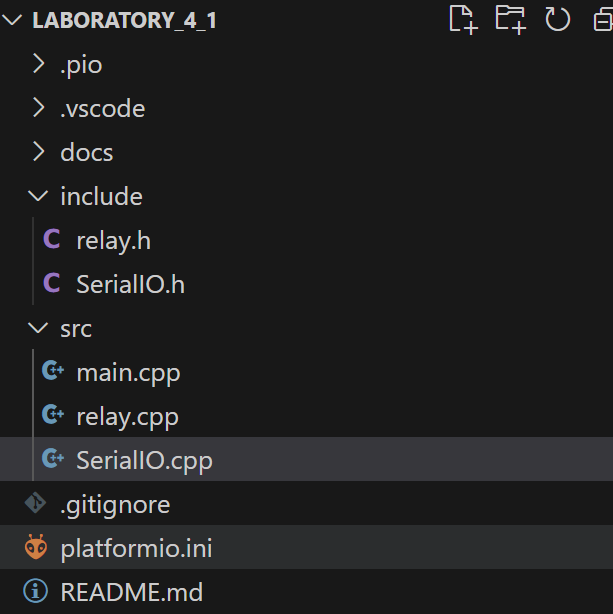 LABORATORY_4_1
.pio
.vscode
docs
include
C relay.h
C SerialIO.h
src
C++ main.cpp
C++ relay.cpp
C++ SerialIO.cpp
.gitignore
platformio.ini
README.md